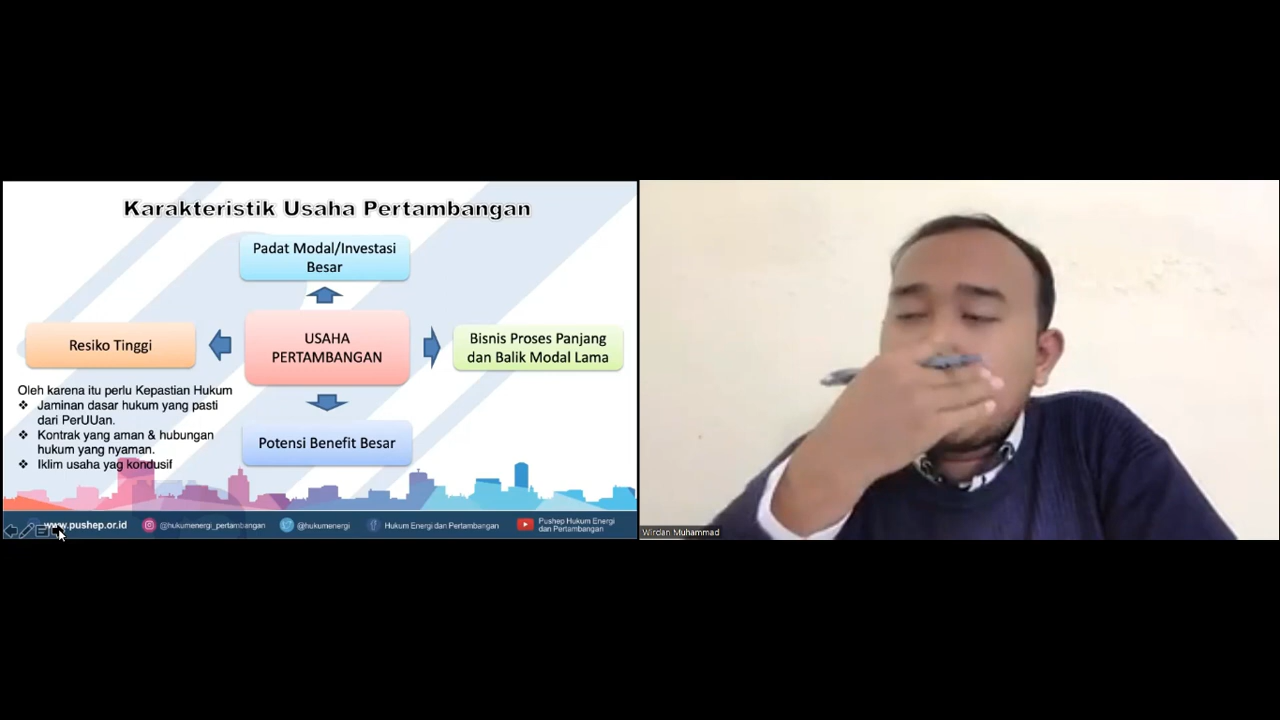 Karakteristik Usaha Pertambangan
Padat Modal/Investasi
Besar
Resiko Tinggi
USAHA
PERTAMBANGAN
Bisnis Proses Panjang
dan Balik Modal Lama
Oleh karena itu perlu Kepastian Hukum
❖ Jaminan dasar hukum yang pasti
dari PerUUan.
❖ Kontrak yang aman & hubungan
hukum yang nyaman.
❖ Iklim usaha yag kondusif
Potensi Benefit Besar
www.pushep.or.id
@hukumenergi_pertambangan
@hukumenergi
Hukum Energi dan Pertambangan
Pushep Hukum Energi
dan Pertambangan
Wirdan Muhammad